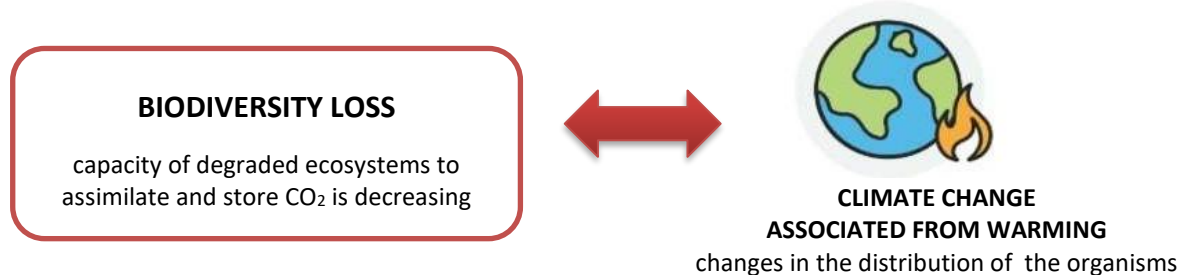 BIODIVERSITY LOSS
capacity of degraded ecosystems to
assimilate and store CO₂ is decreasing
CLIMATE CHANGE
ASSOCIATED FROM WARMING
changes in the distribution of the organisms